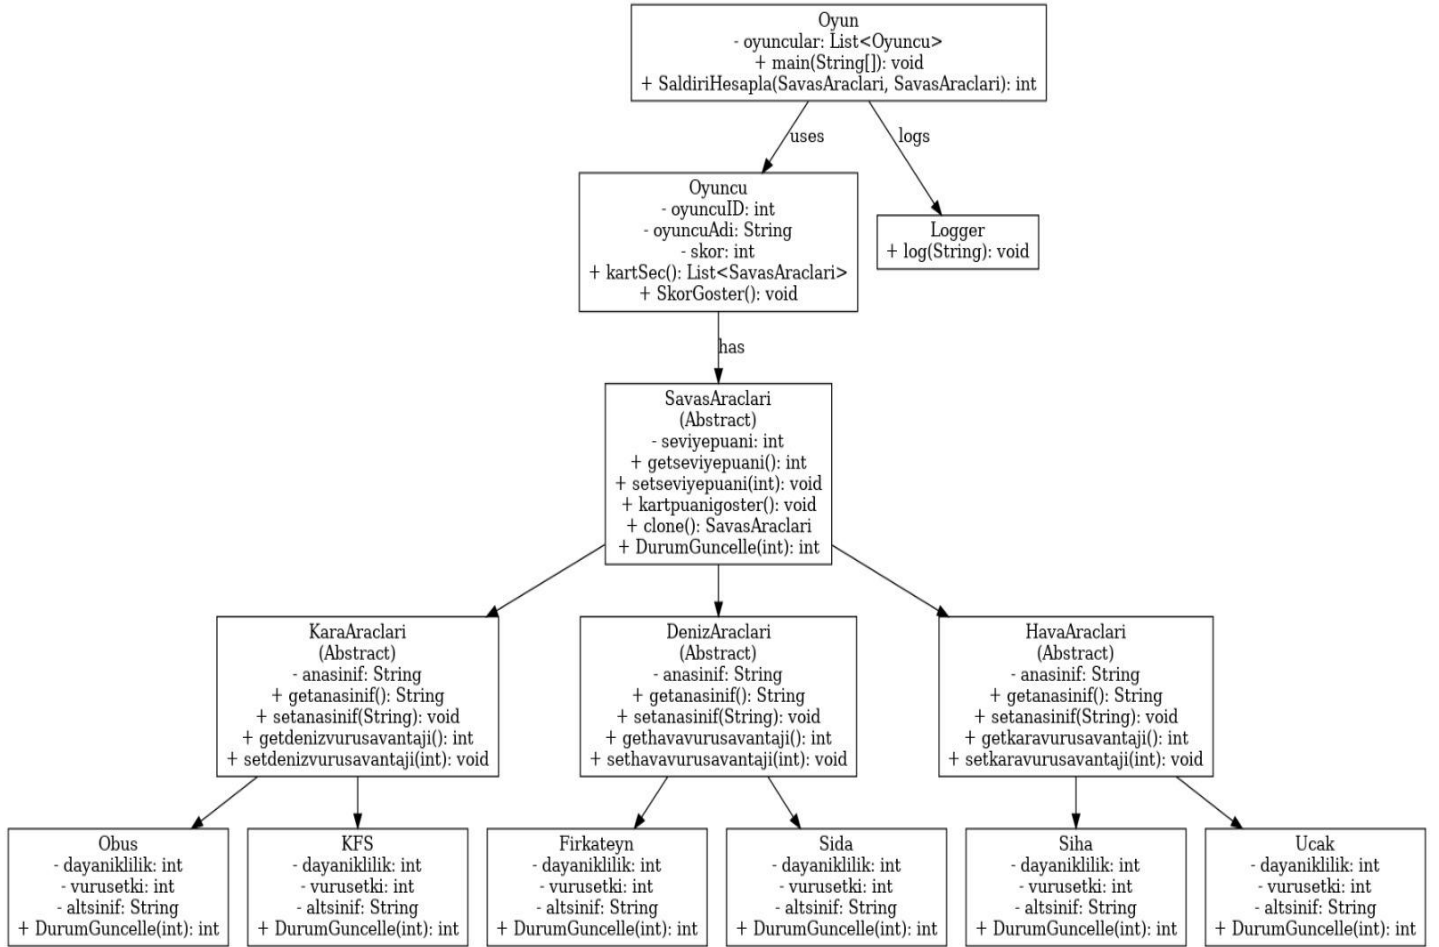 Oyun
- oyuncular: List<Oyuncu>
+ main(String[]): void
+ SaldiriHesapla(SavasAraclari, SavasAraclari): int
uses
logs
Oyuncu
- oyuncuID: int
- oyuncuAdi: String
- skor: int
+ kartSec(): List<SavasAraclari>
+ SkorGoster(): void
Logger
+ log(String): void
has
SavasAraclari
(Abstract)
- seviyepuani: int
+ getseviyepuani(): int
+ setseviyepuani(int): void
+ kartpuanigoster(): void
+ clone(): SavasAraclari
+ DurumGuncelle(int): int
KaraAraclari
(Abstract)
- anasinif: String
+ getanasinif(): String
+ setanasinif(String): void
+ getdenizvurusavantaji(): int
+ setdenizvurusavantaji(int): void
DenizAraclari
(Abstract)
- anasinif: String
+ getanasinif(): String
+ setanasinif(String): void
+ gethavavurusavantaji(): int
+ sethavavurusavantaji(int): void
HavaAraclari
(Abstract)
- anasinif: String
+ getanasinif(): String
+ setanasinif(String): void
+ getkaravurusavantaji(): int
+ setkaravurusavantaji(int): void
Obus
- dayaniklilik: int
- vurusetki: int
- altsinif: String
+ DurumGuncelle(int): int
KFS
- dayaniklilik: int
- vurusetki: int
- altsinif: String
+ DurumGuncelle(int): int
Firkateyn
- dayaniklilik: int
- vurusetki: int
- altsinif: String
+ DurumGuncelle(int): int
Sida
- dayaniklilik: int
- vurusetki: int
- altsinif: String
+ DurumGuncelle(int): int
Siha
- dayaniklilik: int
- vurusetki: int
- altsinif: String
+ DurumGuncelle(int): int
Ucak
- dayaniklilik: int
- vurusetki: int
- altsinif: String
+ DurumGuncelle(int): int